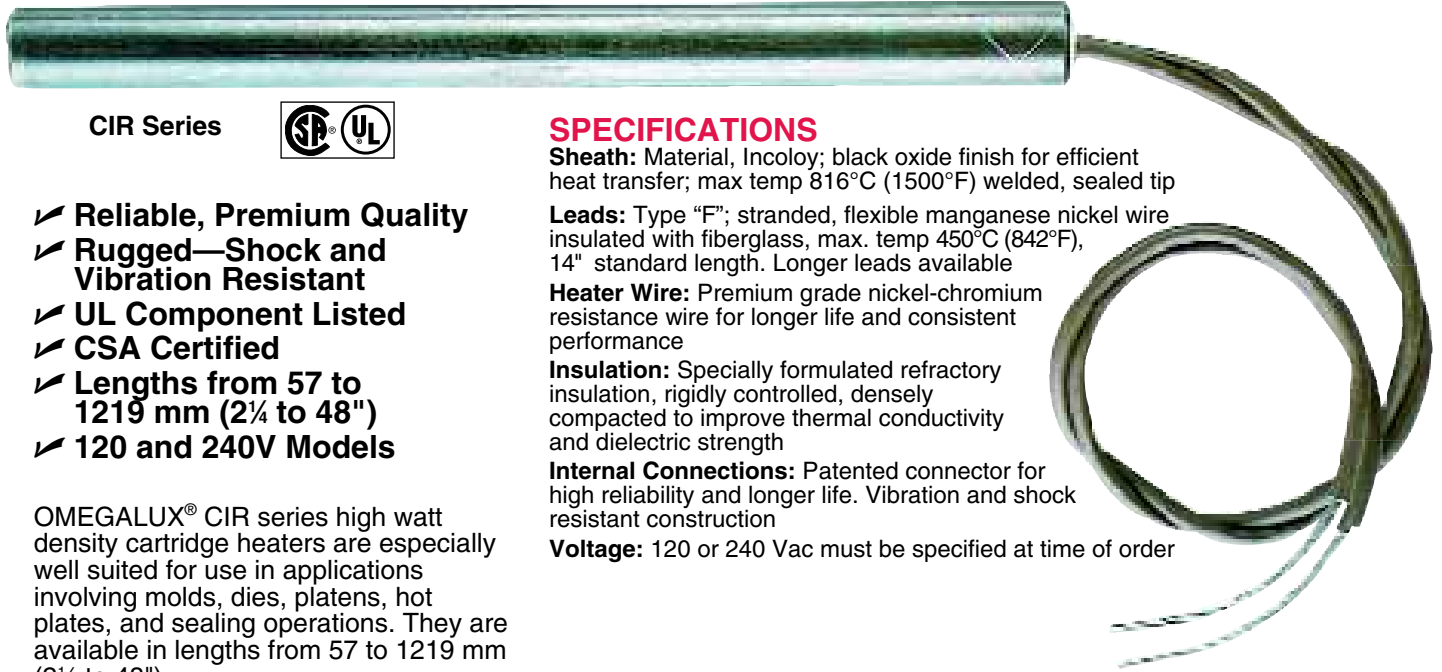 CIR Series
SA ® UL ®
✓ Reliable, Premium Quality
✓ Rugged—Shock and
Vibration Resistant
✓ UL Component Listed
✓ CSA Certified
✓ Lengths from 57 to
1219 mm (2¼ to 48")
✓ 120 and 240V Models
OMEGALUX® CIR series high watt
density cartridge heaters are especially
well suited for use in applications
involving molds, dies, platens, hot
plates, and sealing operations. They are
available in lengths from 57 to 1219 mm
SPECIFICATIONS
Sheath: Material, Incoloy; black oxide finish for efficient
heat transfer; max temp 816°C (1500°F) welded, sealed tip
Leads: Type “F”; stranded, flexible manganese nickel wire
insulated with fiberglass, max. temp 450°C (842°F),
14" standard length. Longer leads available
Heater Wire: Premium grade nickel-chromium
resistance wire for longer life and consistent
performance
Insulation: Specially formulated refractory
insulation, rigidly controlled, densely
compacted to improve thermal conductivity
and dielectric strength
Internal Connections: Patented connector for
high reliability and longer life. Vibration and shock
resistant construction
Voltage: 120 or 240 Vac must be specified at time of order